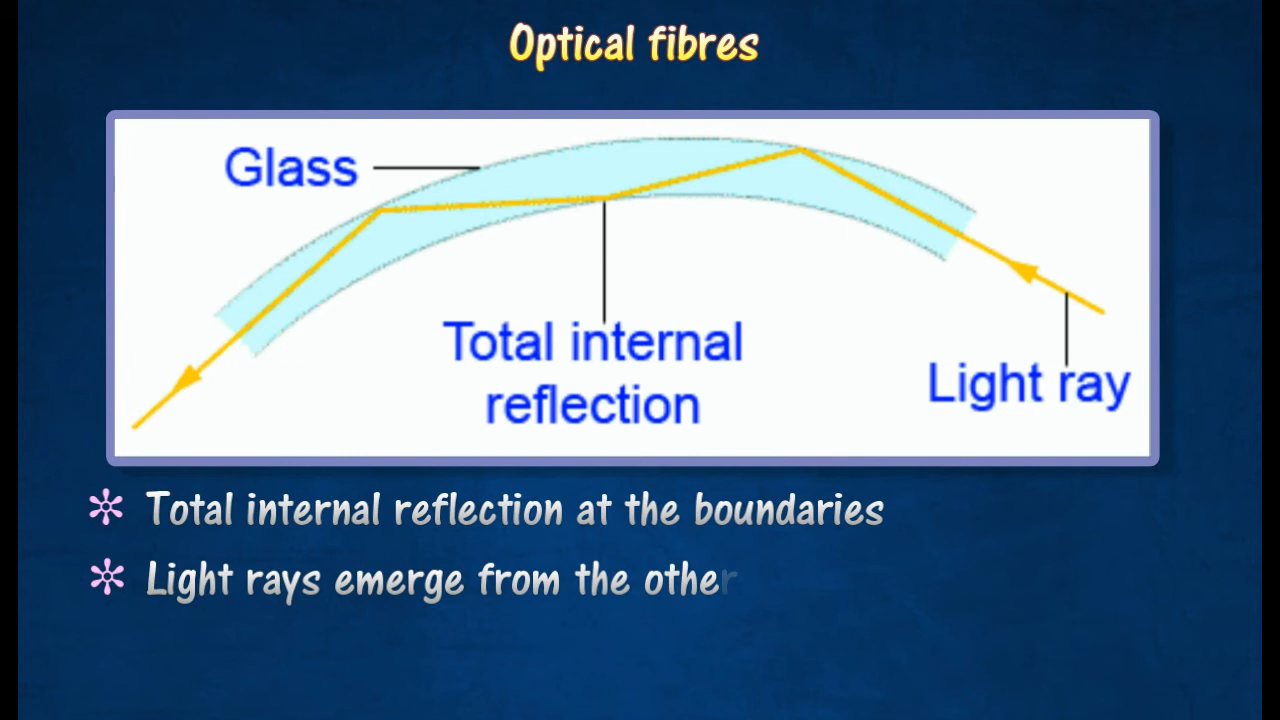 Optical fibres
Glass
Total internal
reflection
Light ray
Total internal reflection at the boundaries
Light rays emerge from the other